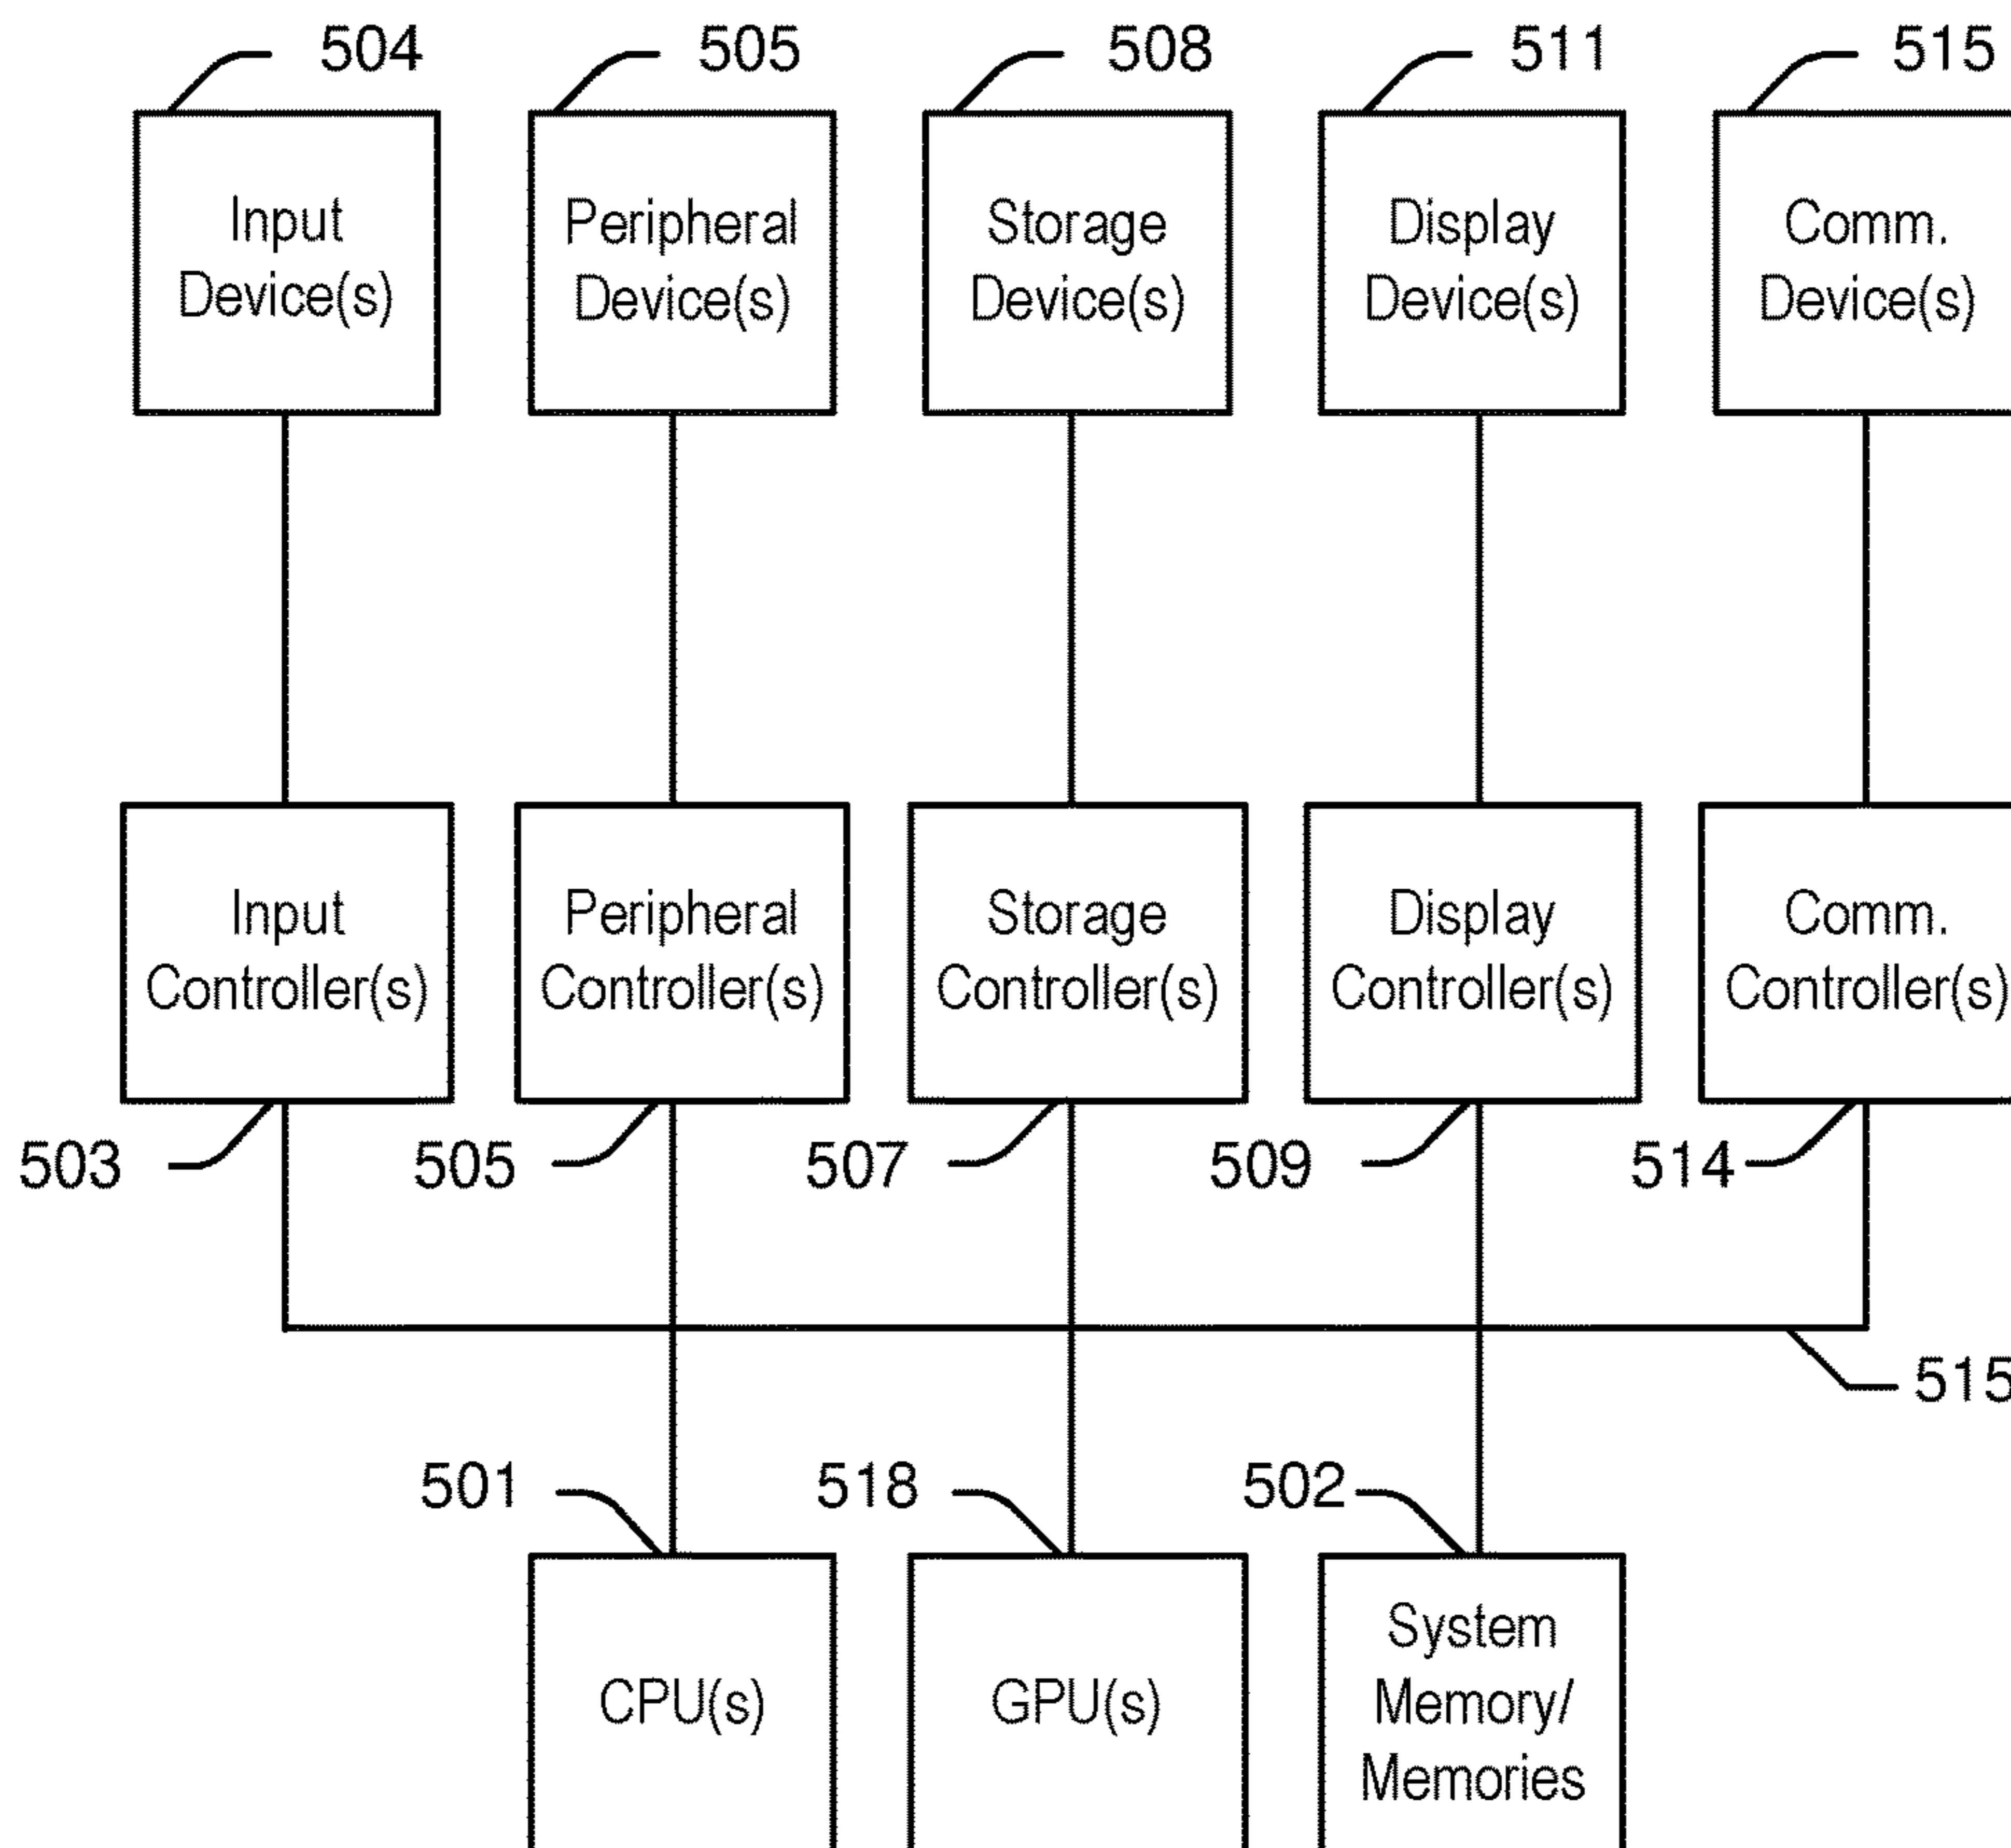 504
505
508
511
515
Input
Device(s)
Peripheral
Device(s)
Storage
Device(s)
Display
Device(s)
Comm.
Device(s)
Input
Controller(s)
Peripheral
Controller(s)
Storage
Controller(s)
Display
Controller(s)
Comm.
Controller(s)
503
505
507
509
514
515
501
518
502
CPU(s)
GPU(s)
System
Memory/
Memories